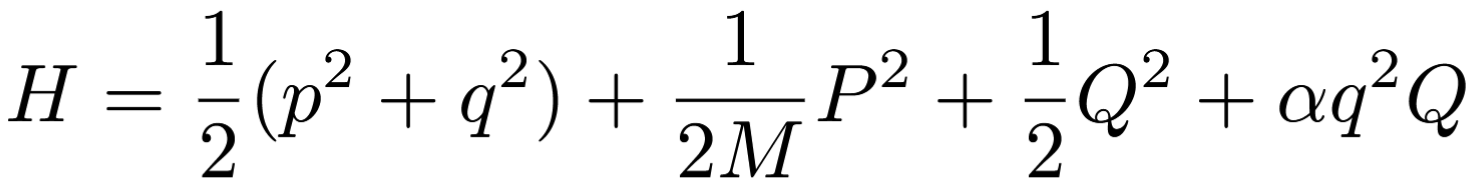 H = \frac{1}{2}(p^2 + q^2) + \frac{1}{2M}P^2 + \frac{1}{2}Q^2 + \alpha q^2 Q